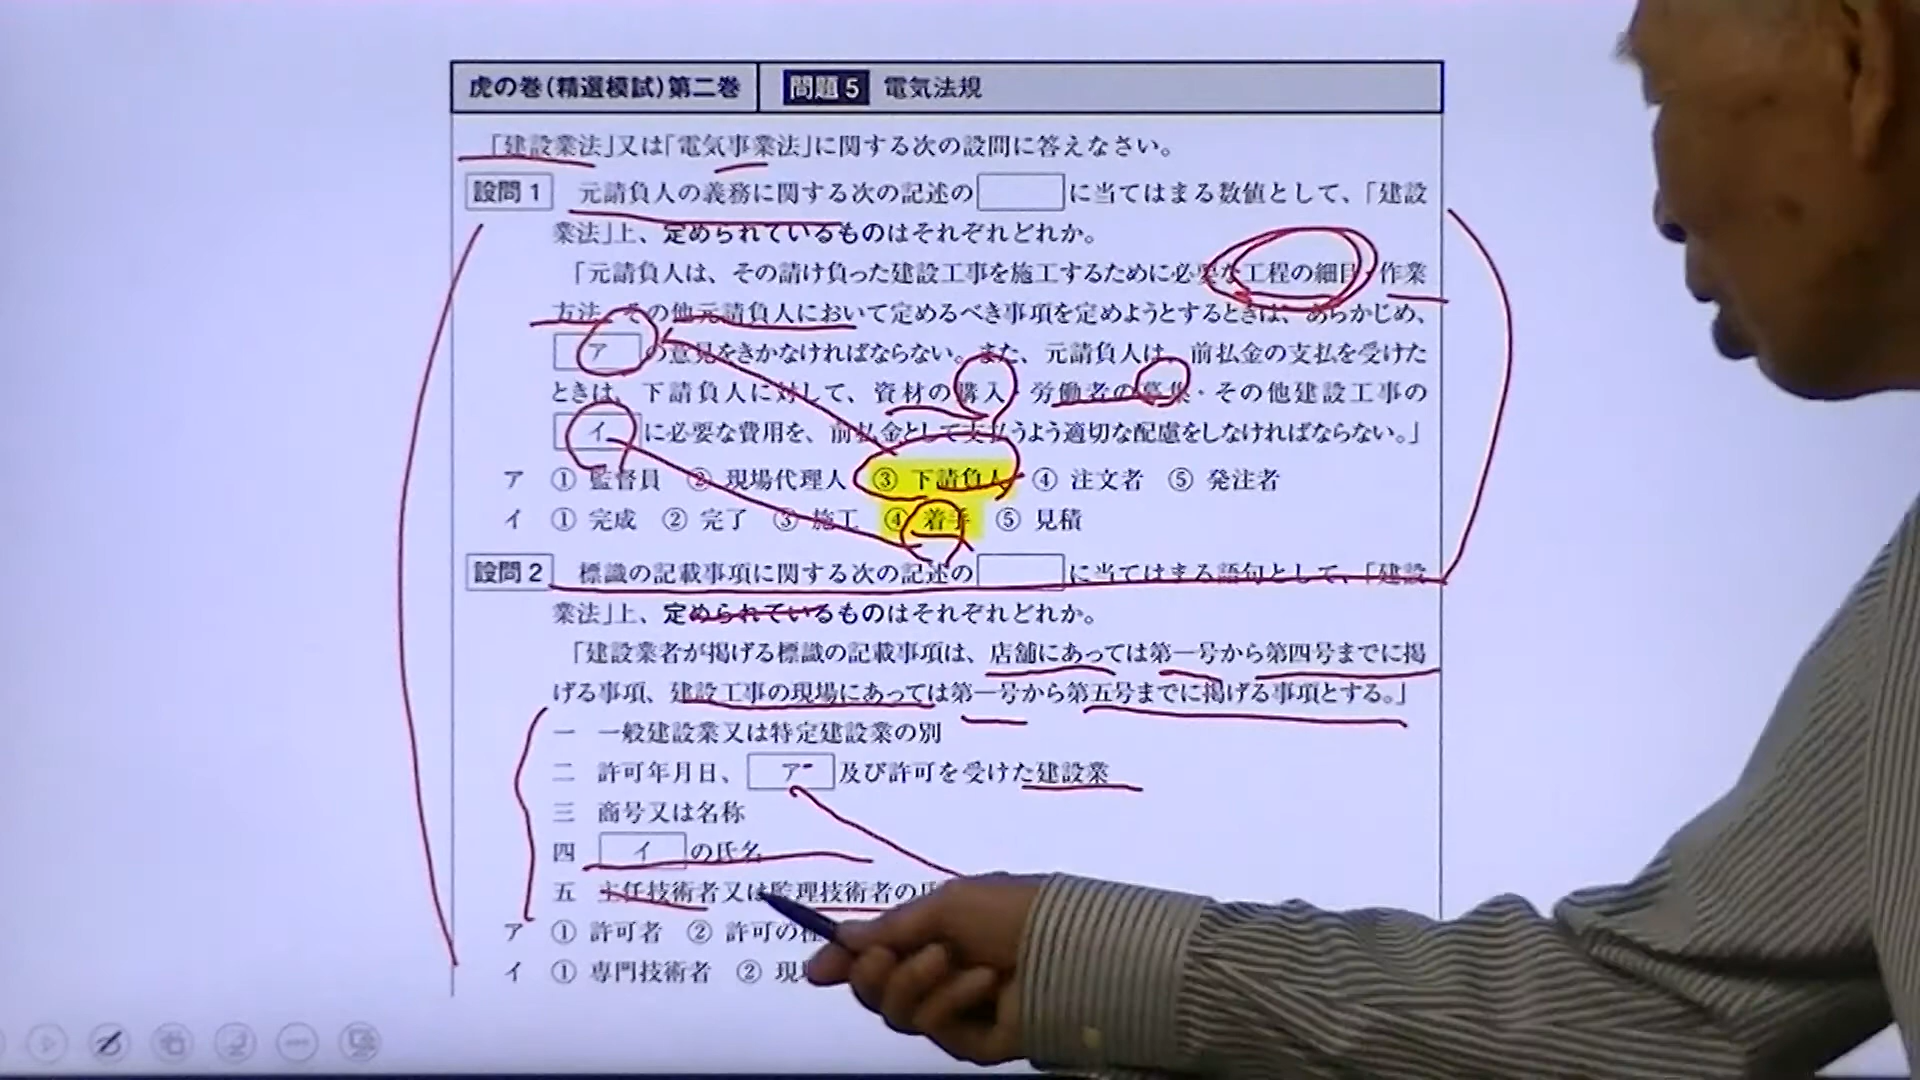 虎の巻(精選模試)第二巻 問題5 電気法規
「建設業法」又は「電気事業法」に関する次の設問に答えなさい。
設問1 元請負人の義務に関する次の記述の に当てはまる数値として、「建設
業法」上、定められているものはそれぞれどれか。
「元請負人は、その請け負った建設工事を施工するために必要な工程の細目・作業
方法、その他元請負人において定めるべき事項を定めようとするときは、あらかじめ、
ア の意見をきかなければならない。また、元請負人は、前払金の支払を受けた
ときは、下請負人に対して、資材の購入・労働者の募集・その他建設工事の
イ に必要な費用を、前払金として支払うよう適切な配慮をしなければならない。」
ア ① 監督員 ② 現場代理人 ③ 下請負人 ④ 注文者 ⑤ 発注者
イ ① 完成 ② 完了 ③ 施工 ④ 着手 ⑤ 見積
設問2 標識の記載事項に関する次の記述の に当てはまる語句として、「建設
業法」上、定められているものはそれぞれどれか。
「建設業者が掲げる標識の記載事項は、店舗にあっては第一号から第四号までに掲
げる事項、建設工事の現場にあっては第一号から第五号までに掲げる事項とする。」
一 一般建設業又は特定建設業の別
二 許可年月日、 ア 及び許可を受けた建設業
三 商号又は名称
四 イ の氏名
五 主任技術者又は監理技術者の
ア ① 許可者 ② 許可の
イ ① 専門技術者 ② 現